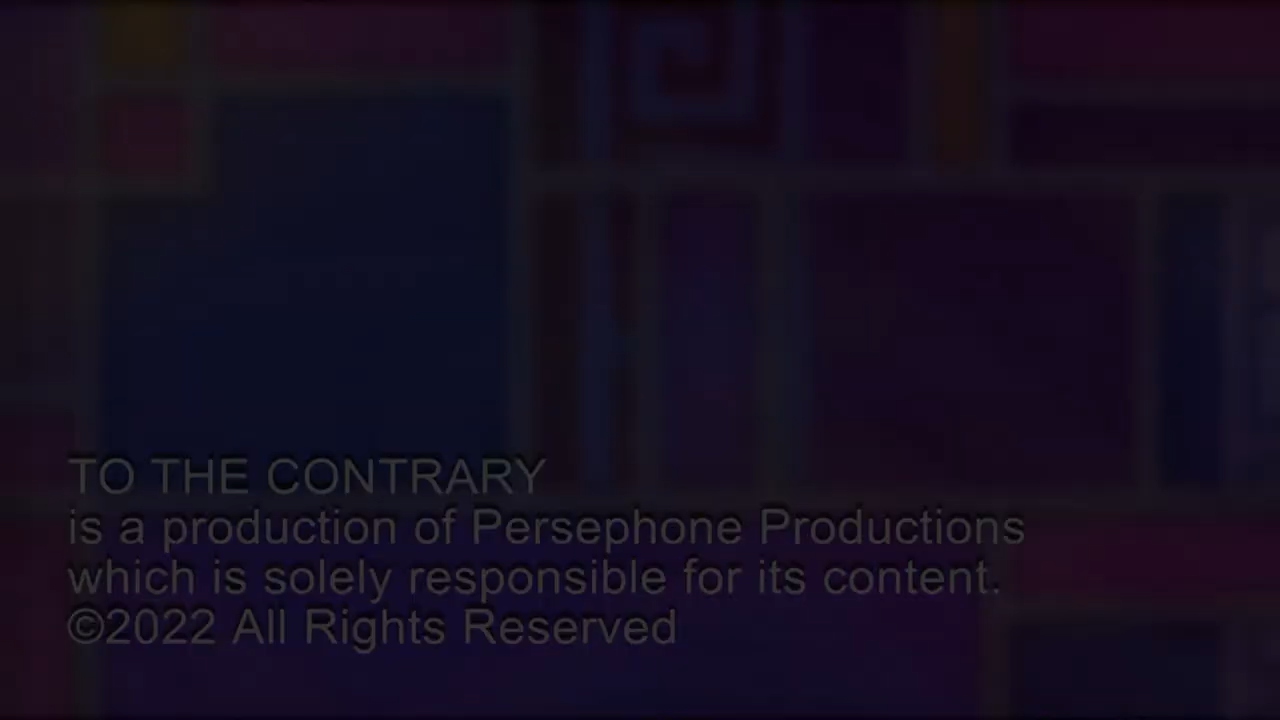 TO THE CONTRARY
is a production of Persephone Productions
which is solely responsible for its content.
©2022 All Rights Reserved